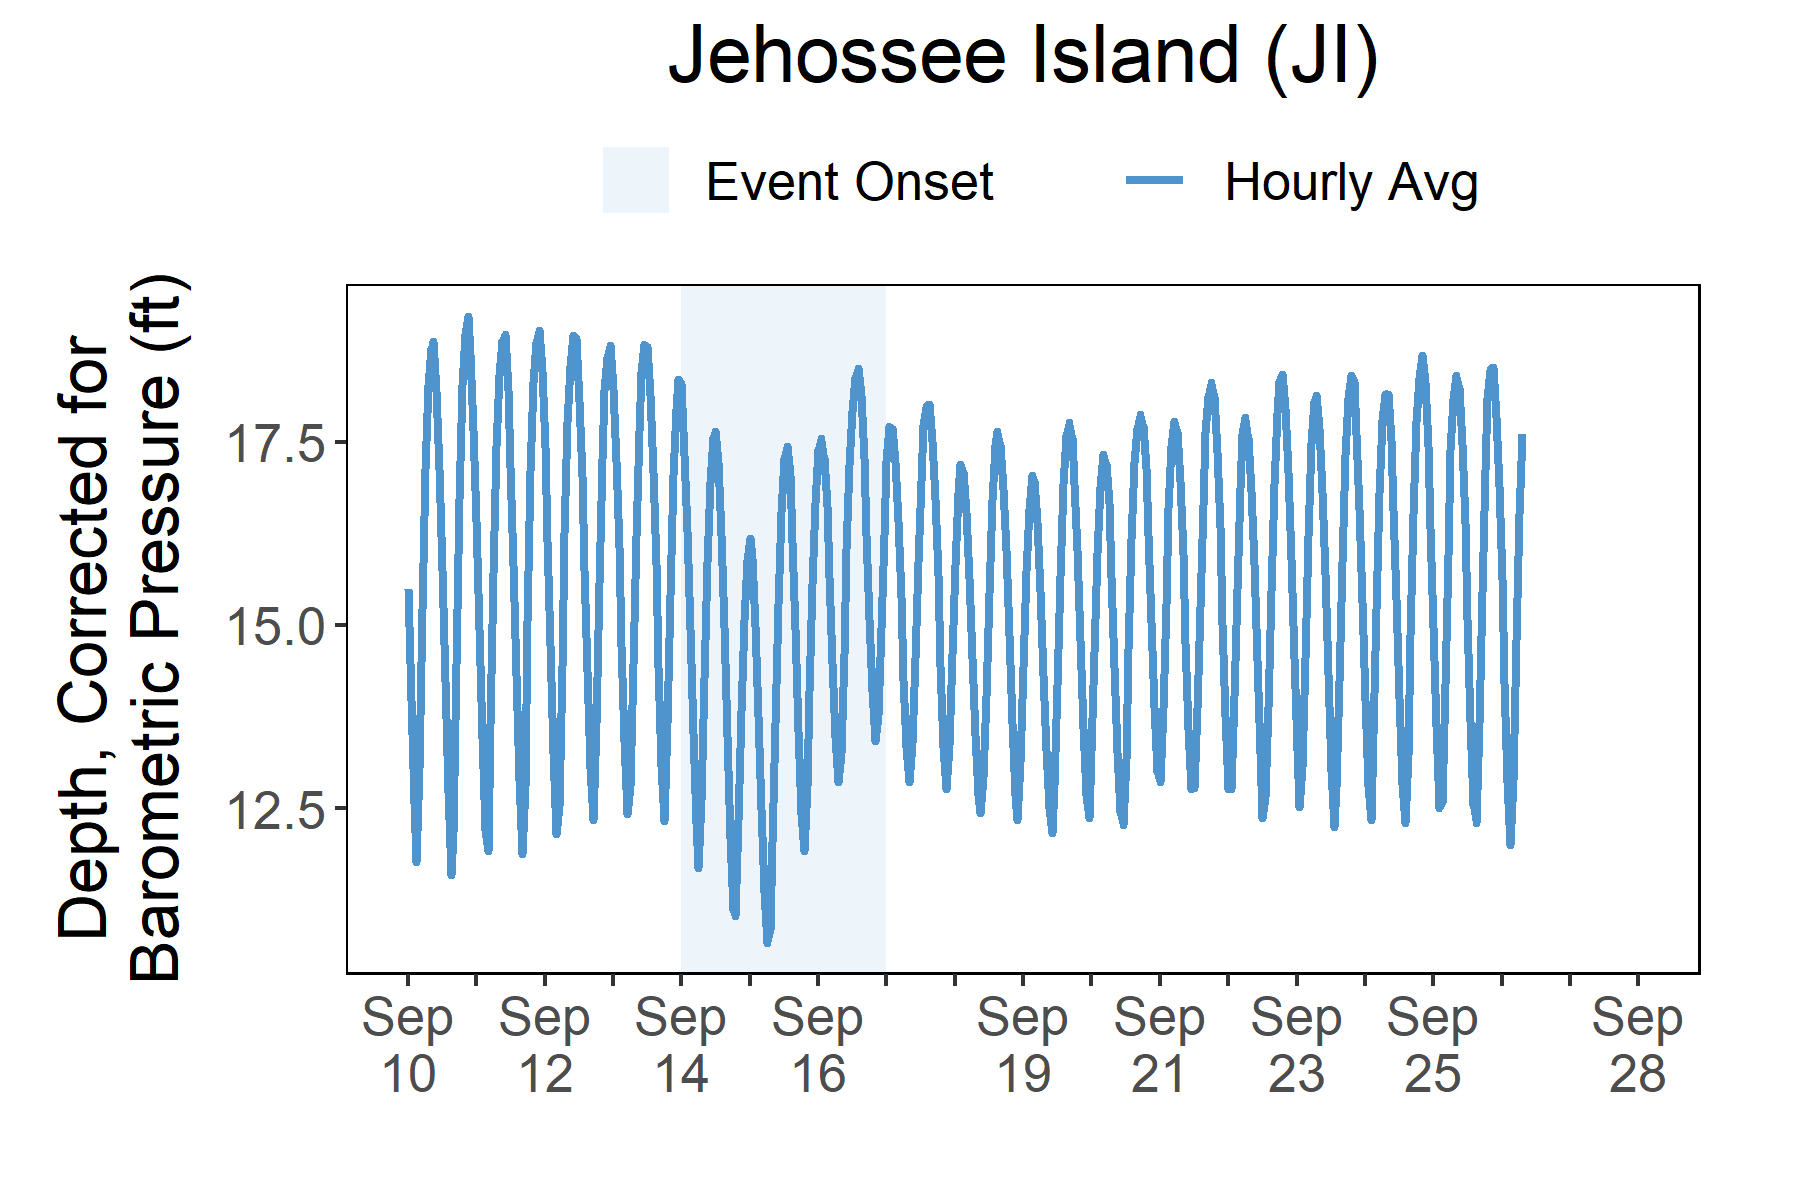 Jehossee Island (JI)
Event Onset
Hourly Avg
Depth, Corrected for
Barometric Pressure (ft)
17.5
15.0
12.5
Sep
10
Sep
12
Sep
14
Sep
16
Sep
19
Sep
21
Sep
23
Sep
25
Sep
28